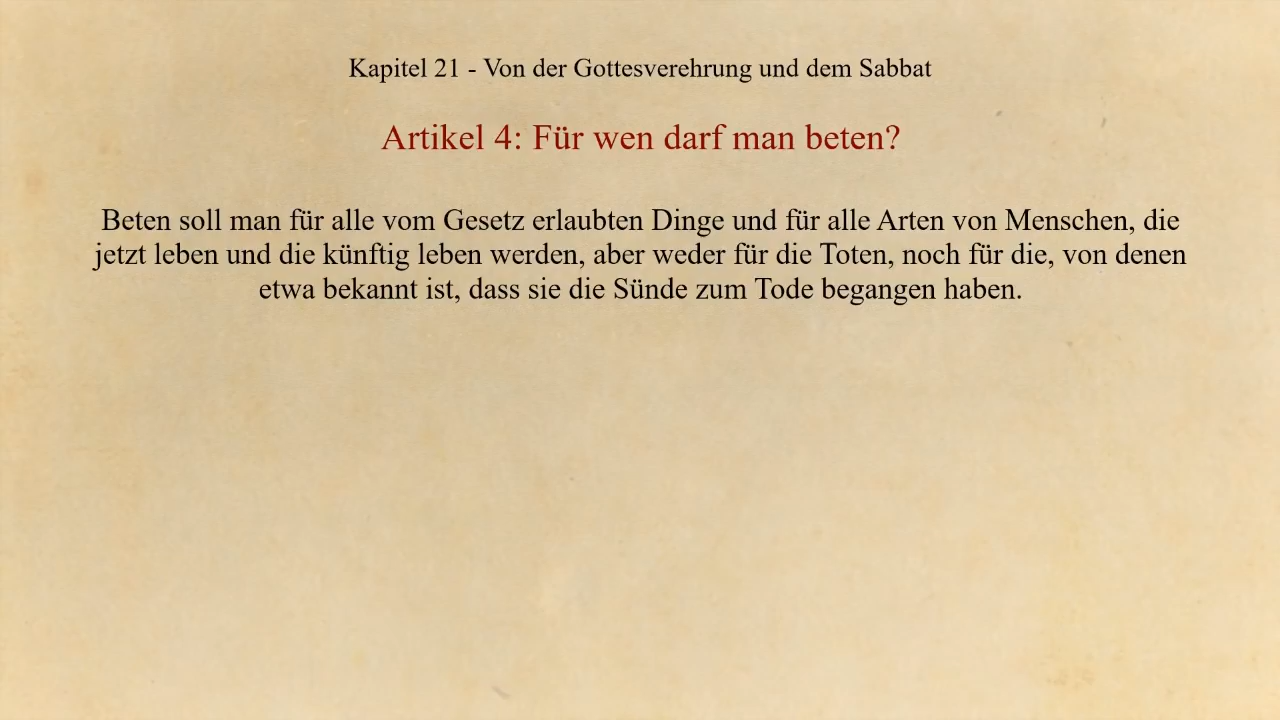 Kapitel 21 - Von der Gottesverehrung und dem Sabbat
Artikel 4: Für wen darf man beten?
Beten soll man für alle vom Gesetz erlaubten Dinge und für alle Arten von Menschen, die
jetzt leben und die künftig leben werden, aber weder für die Toten, noch für die, von denen
etwa bekannt ist, dass sie die Sünde zum Tode begangen haben.